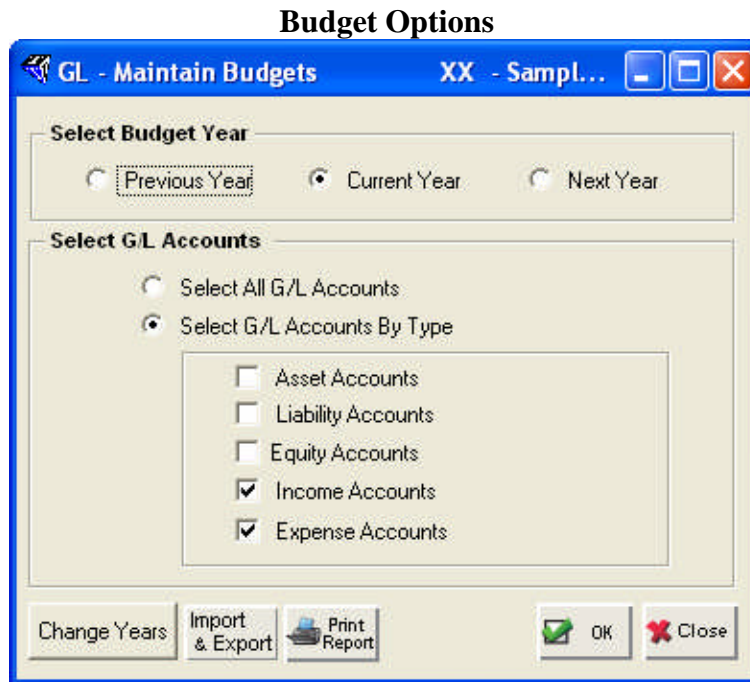 Budget Options
GL - Maintain Budgets XX - Sampl...
Select Budget Year
Previous Year Current Year Next Year
Select G/L Accounts
Select All G/L Accounts
Select G/L Accounts By Type
Asset Accounts
Liability Accounts
Equity Accounts
Income Accounts
Expense Accounts
Change Years Import & Export Print Report OK Close